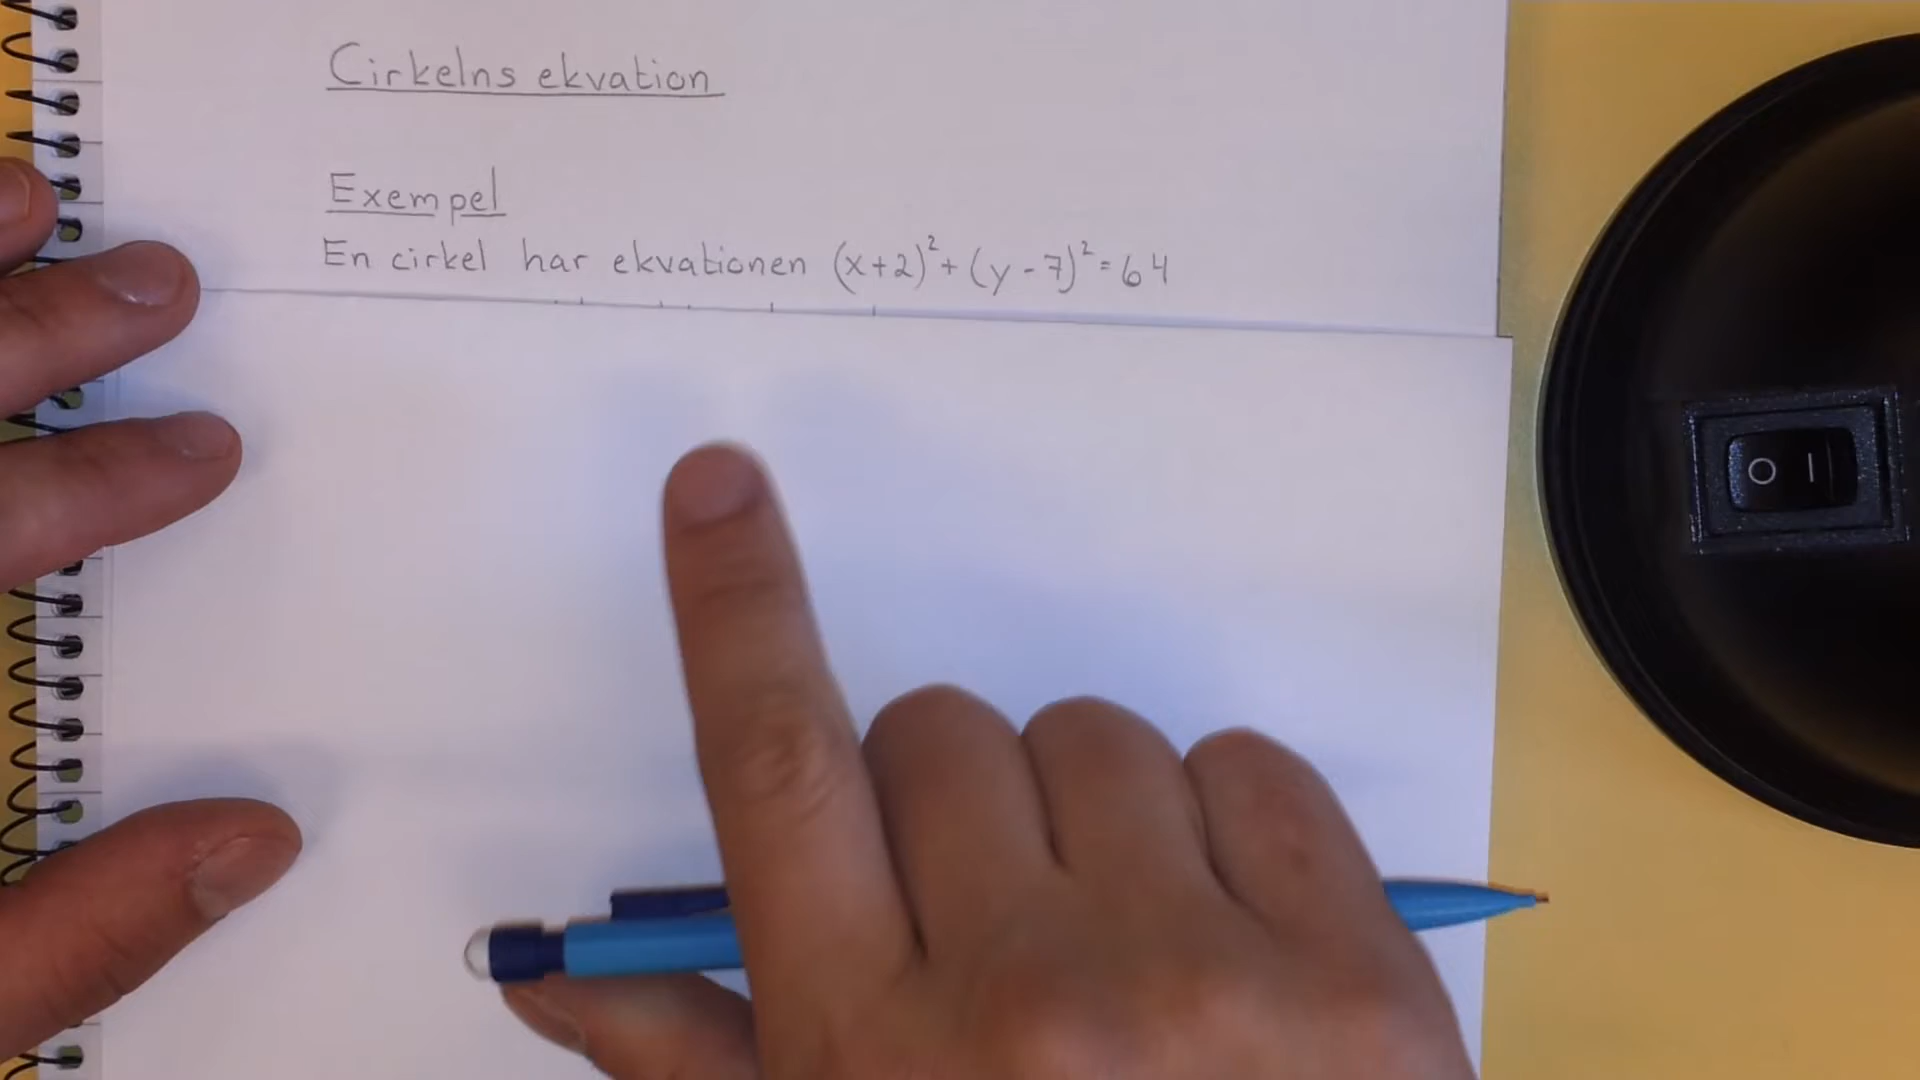 Cirkelns ekvation
Exempel
En cirkel har ekvationen (x+2)²+(y-7)²=64
O I